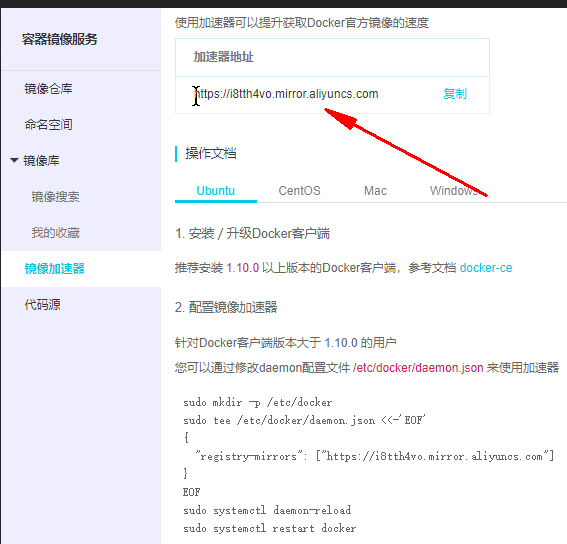 容器镜像服务
镜像仓库
命名空间
镜像库
镜像搜索
我的收藏
镜像加速器
代码源
使用加速器可以提升获取Docker官方镜像的速度
加速器地址
https://i8tth4vo.mirror.aliyuncs.com 复制
操作文档
Ubuntu CentOS Mac Windows
1. 安装 / 升级Docker客户端
推荐安装 1.10.0 以上版本的Docker客户端，参考文档 docker-ce
2. 配置镜像加速器
针对Docker客户端版本大于 1.10.0 的用户
您可以通过修改daemon配置文件 /etc/docker/daemon.json 来使用加速器
sudo mkdir -p /etc/docker
sudo tee /etc/docker/daemon.json <<-'EOF'
{
"registry-mirrors": ["https://i8tth4vo.mirror.aliyuncs.com"]
}
EOF
sudo systemctl daemon-reload
sudo systemctl restart docker